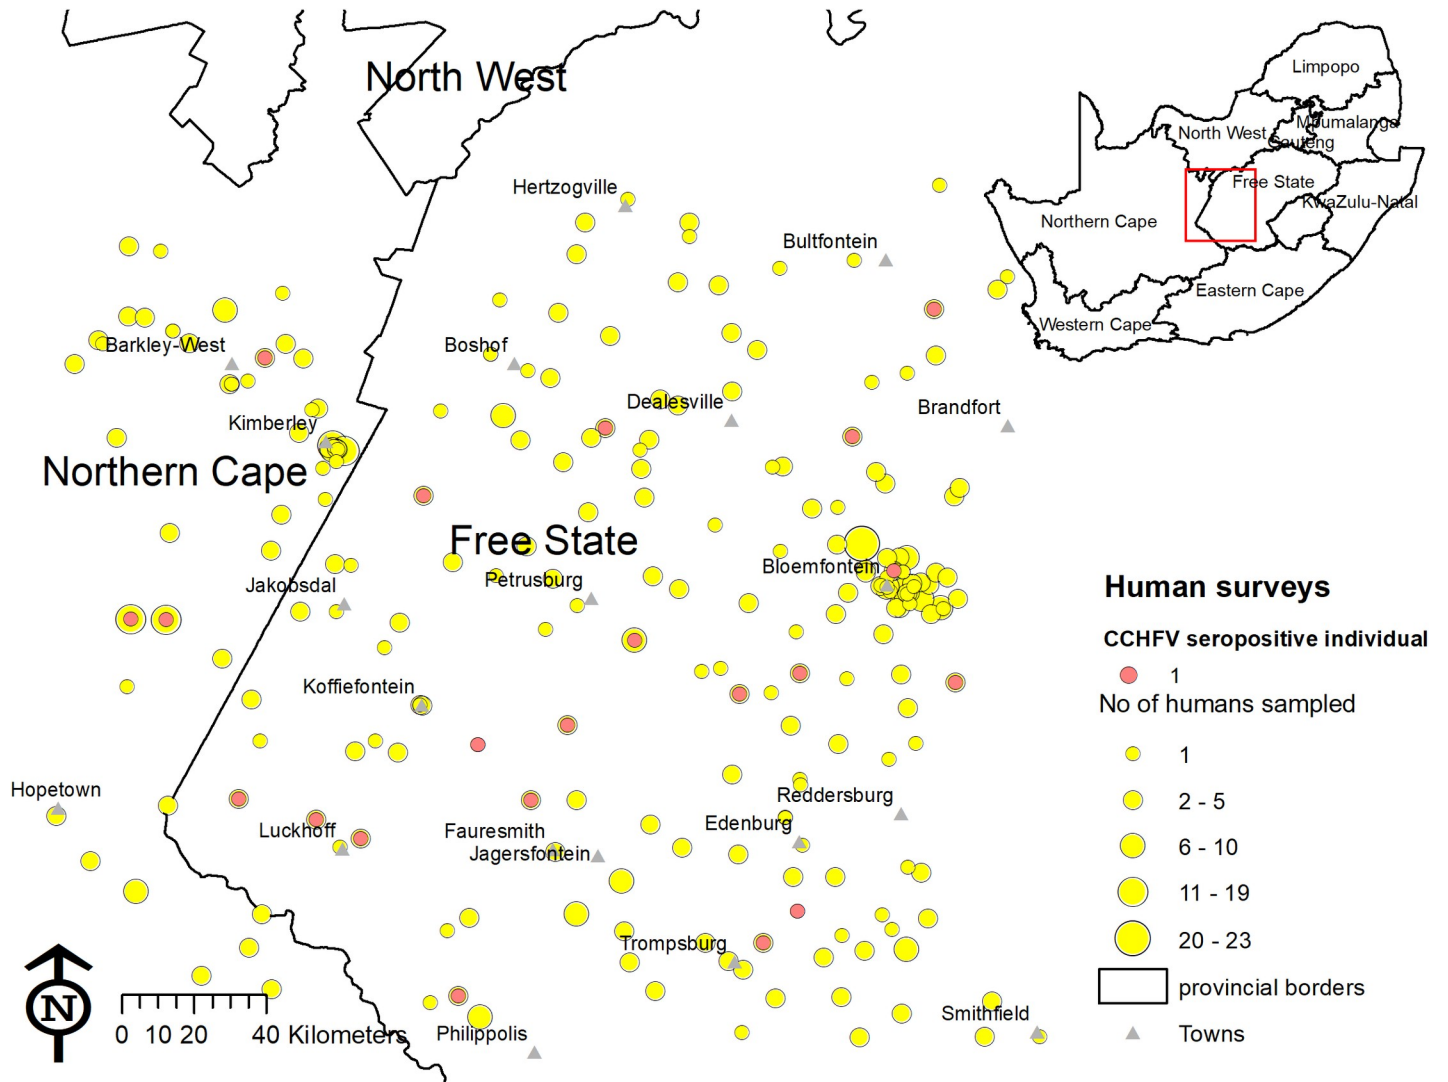 North West
Hertzogville
Bultfontein
Barkley-West
Boshof
Dealesville
Brandfort
Kimberley
Northern Cape
Free State
Bloemfontein
Petrusburg
Jakobsdal
Koffiefontein
Hopetown
Luckhoff
Fauresmith
Jagersfontein
Reddersburg
Edenburg
Trompsburg
Smithfield
Philippolis
N
0 10 20 40 Kilometers
Limpopo
North West
Mpumalanga
Gauteng
Free State
KwaZulu-Natal
Northern Cape
Eastern Cape
Western Cape
Human surveys
CCHFV seropositive individual
1
No of humans sampled
1
2 - 5
6 - 10
11 - 19
20 - 23
provincial borders
Towns